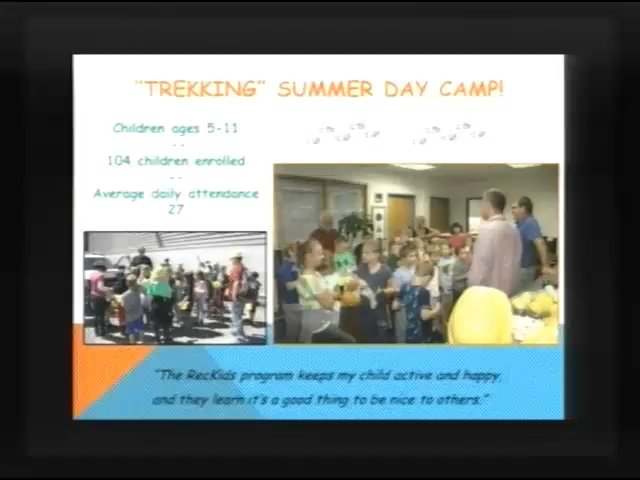 "TREKKING" SUMMER DAY CAMP!
Children ages 5-11
--
104 children enrolled
--
Average daily attendance
27
"The RecKids program keeps my child active and happy,
and they learn it's a good thing to be nice to others."